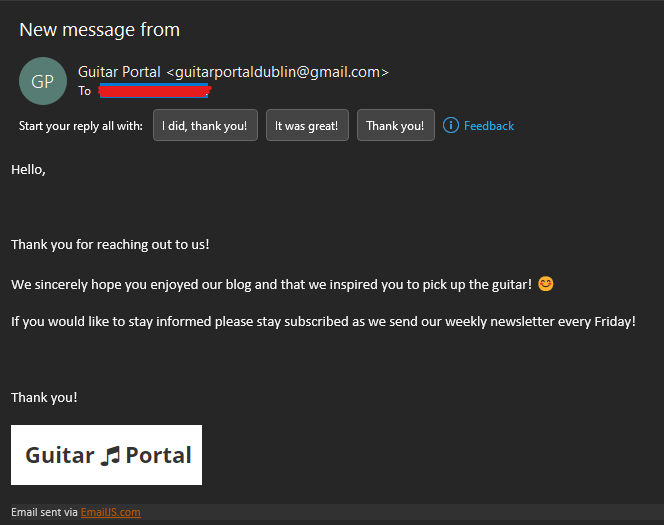 New message from
GP
Guitar Portal <guitarportaldublin@gmail.com>
To
Start your reply all with:
I did, thank you!
It was great!
Thank you!
Feedback
Hello,
Thank you for reaching out to us!
We sincerely hope you enjoyed our blog and that we inspired you to pick up the guitar! 😊
If you would like to stay informed please stay subscribed as we send our weekly newsletter every Friday!
Thank you!
Guitar 🎵 Portal
Email sent via EmailJS.com